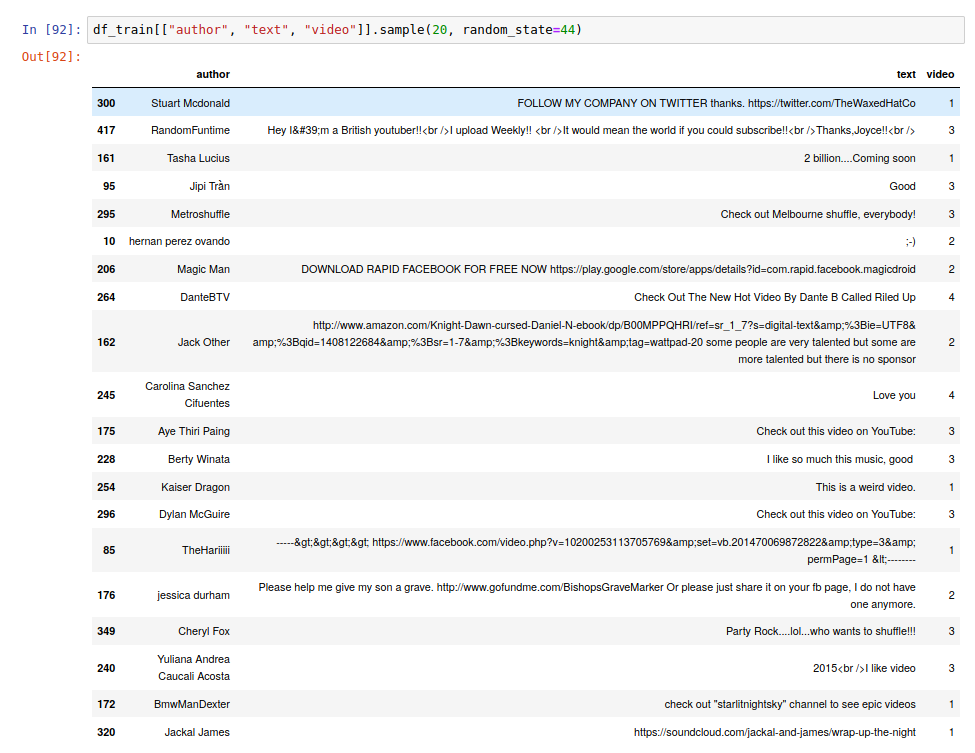 In [92]: df_train[["author", "text", "video"]].sample(20, random_state=44)
Out[92]:
author text video
300 Stuart Mcdonald FOLLOW MY COMPANY ON TWITTER thanks. https://twitter.com/TheWaxedHatCo 1
417 RandomFuntime Hey I&#39;m a British youtuber!!<br />I upload Weekly!! <br />It would mean the world if you could subscribe!!<br />Thanks,Joyce!!<br /> 3
161 Tasha Lucius 2 billion....Coming soon 1
95 Jipi Trần Good 3
295 Metroshuffle Check out Melbourne shuffle, everybody! 3
10 hernan perez ovando ;-) 2
206 Magic Man DOWNLOAD RAPID FACEBOOK FOR FREE NOW https://play.google.com/store/apps/details?id=com.rapid.facebook.magicdroid 2
264 DanteBTV Check Out The New Hot Video By Dante B Called Riled Up 4
http://www.amazon.com/Knight-Dawn-cursed-Daniel-N-ebook/dp/B00MPPQHRI/ref=sr_1_7?s=digital-text&amp;%3Bie=UTF8&
162 Jack Other amp;%3Bqid=1408122684&amp;%3Bsr=1-7&amp;%3Bkeywords=knight&amp;tag=wattpad-20 some people are very talented but some are 2
more talented but there is no sponsor
245 Carolina Sanchez Love you 4
Cifuentes
175 Aye Thiri Paing Check out this video on YouTube: 3
228 Berty Winata I like so much this music, good 3
254 Kaiser Dragon This is a weird video. 1
296 Dylan McGuire Check out this video on YouTube: 3
85 TheHariiiii -----&gt;&gt;&gt;&gt; https://www.facebook.com/video.php?v=10200253113705769&amp;set=vb.201470069872822&amp;type=3&amp; 1
permPage=1 &lt;--------
176 jessica durham Please help me give my son a grave. http://www.gofundme.com/BishopsGraveMarker Or please just share it on your fb page, I do not have 2
one anymore.
349 Cheryl Fox Party Rock....lol...who wants to shuffle!!! 3
240 Yuliana Andrea 2015<br />I like video 3
Caucali Acosta
172 BmwManDexter check out "starlitnightsky" channel to see epic videos 1
320 Jackal James https://soundcloud.com/jackal-and-james/wrap-up-the-night 1